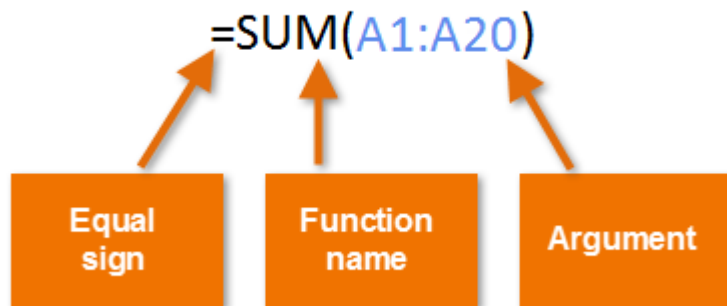 =SUM(A1:A20)
Equal
sign
Function
name
Argument